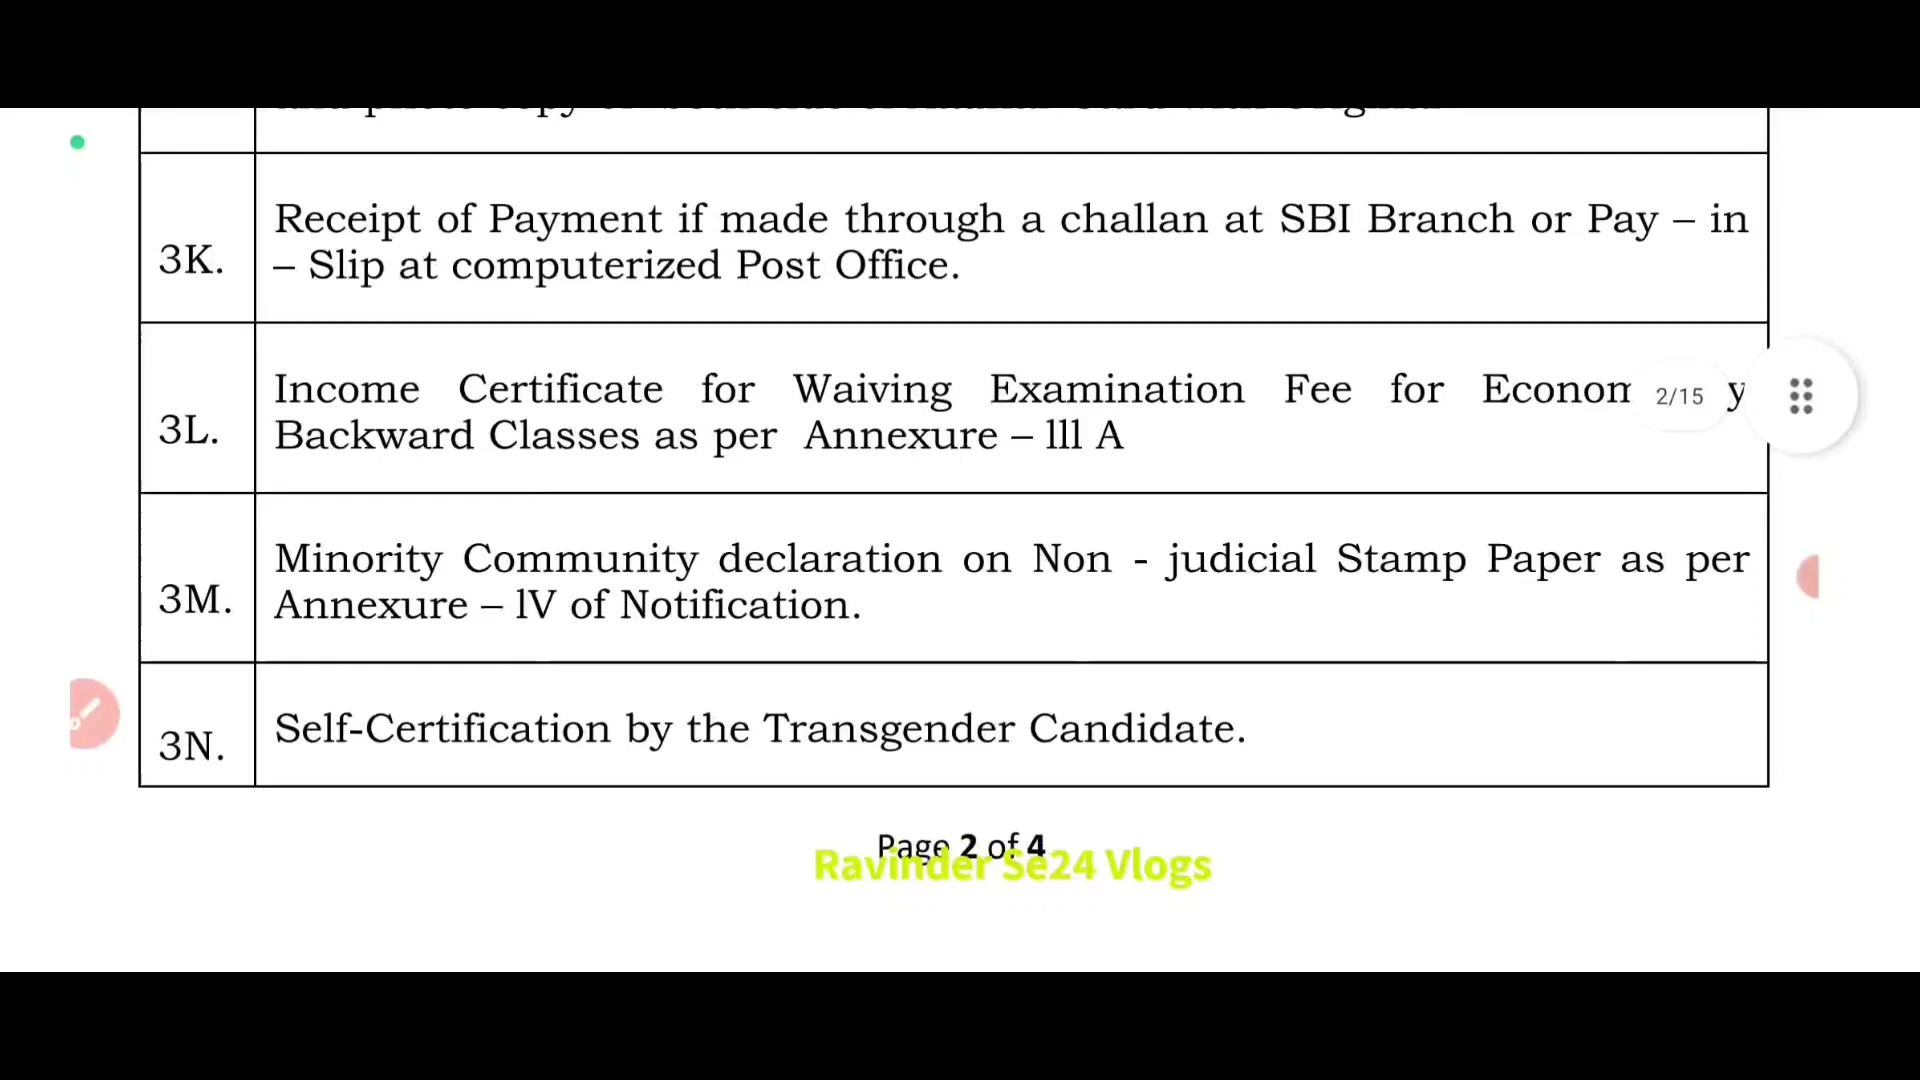 3K.
Receipt of Payment if made through a challan at SBI Branch or Pay – in
– Slip at computerized Post Office.
3L.
Income Certificate for Waiving Examination Fee for Econom y
2/15
Backward Classes as per Annexure – lll A
3M.
Minority Community declaration on Non - judicial Stamp Paper as per
Annexure – lV of Notification.
3N.
Self-Certification by the Transgender Candidate.
Page 2 of 4
Ravinder Se24 Vlogs